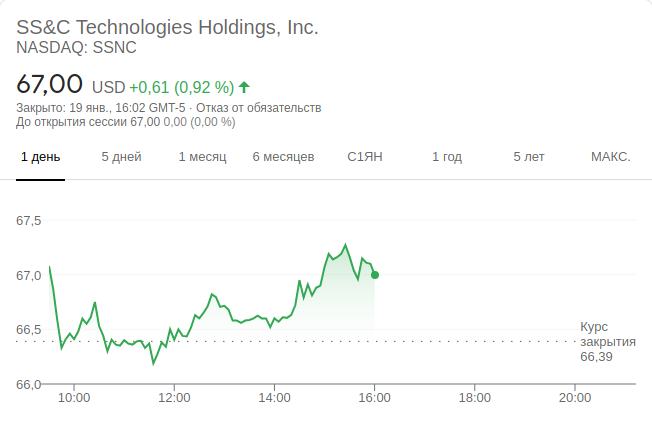 SS&C Technologies Holdings, Inc.
NASDAQ: SSNC
67,00 USD +0,61 (0,92 %)
Закрыто: 19 янв., 16:02 GMT-5 · Отказ от обязательств
До открытия сессии 67,00 0,00 (0,00 %)
1 день 5 дней 1 месяц 6 месяцев С1ЯН 1 год 5 лет МАКС.
67,5
67,0
66,5
Курс
закрытия
66,39
66,0
10:00 12:00 14:00 16:00 18:00 20:00